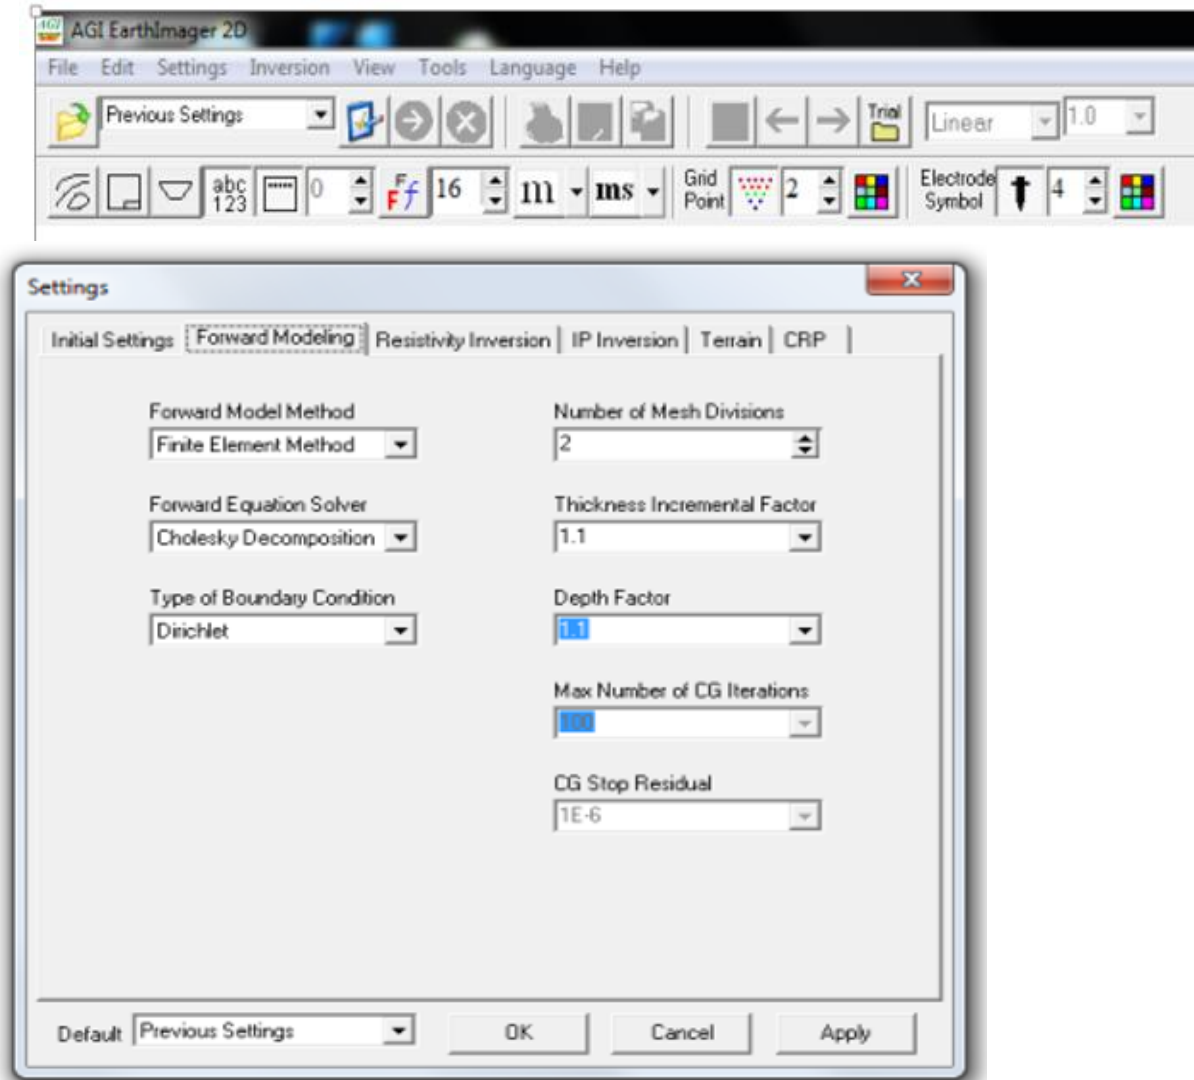 AGI EarthImager 2D
File Edit Settings Inversion View Tools Language Help
Previous Settings Trial Linear 1.0
abc 123 0 F F f 16 m ms Grid Point 2 Electrode Symbol 4
Settings
Initial Settings Forward Modeling Resistivity Inversion IP Inversion Terrain CRP
Forward Model Method
Finite Element Method
Forward Equation Solver
Cholesky Decomposition
Type of Boundary Condition
Dirichlet
Number of Mesh Divisions
2
Thickness Incremental Factor
1.1
Depth Factor
1.1
Max Number of CG Iterations
100
CG Stop Residual
1E-6
Default Previous Settings OK Cancel Apply